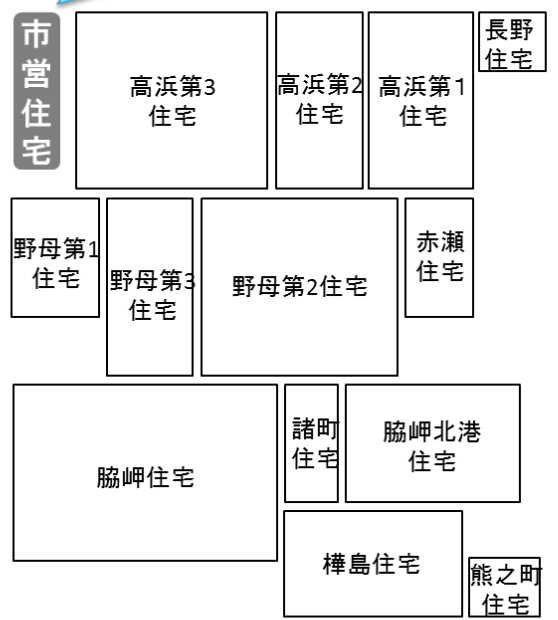 市営住宅
高浜第3
住宅
高浜第2
住宅
高浜第1
住宅
長野
住宅
野母第1
住宅
野母第3
住宅
野母第2住宅
赤瀬
住宅
脇岬住宅
諸町
住宅
脇岬北港
住宅
樺島住宅
熊之町
住宅